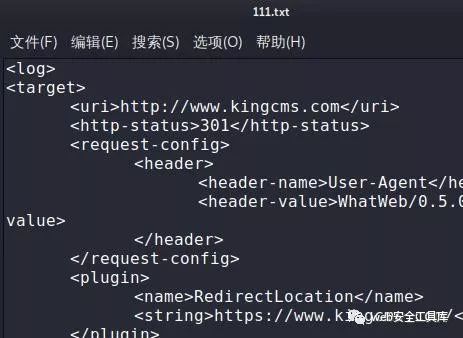 111.txt
文件(F) 编辑(E) 搜索(S) 选项(O) 帮助(H)
<log>
<target>
<uri>http://www.kingcms.com</uri>
<http-status>301</http-status>
<request-config>
<header>
<header-name>User-Agent</he
<header-value>WhatWeb/0.5.0
value>
</header>
</request-config>
<plugin>
<name>RedirectLocation</name>
<string>https://www.king
web安全工具库
</plugin>